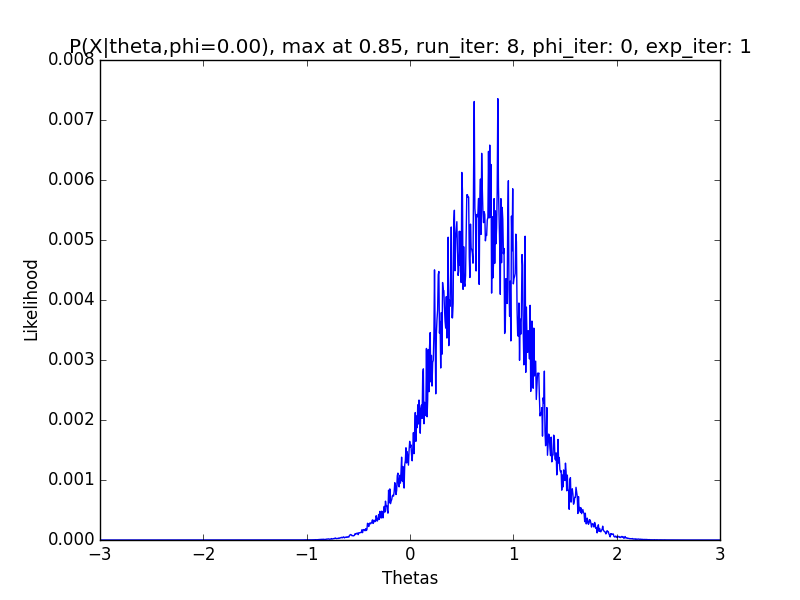 P(X|theta,phi=0.00), max at 0.85, run_iter: 8, phi_iter: 0, exp_iter: 1
0.008
0.007
0.006
0.005
0.004
0.003
0.002
0.001
0.000
Likelihood
−3 −2 −1 0 1 2 3
Thetas